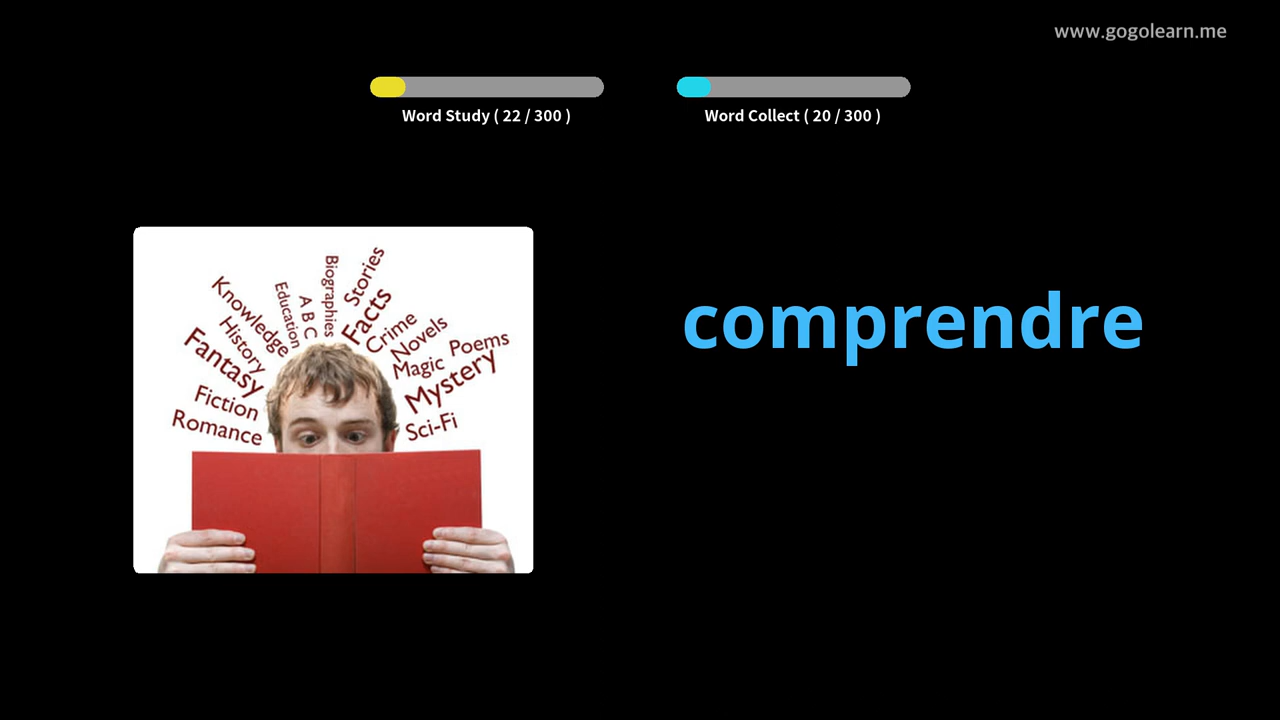 www.gogolearn.me
Word Study ( 22 / 300 )
Word Collect ( 20 / 300 )
comprendre
Biographies
Stories
Education
A B C
Facts
Knowledge
History
Crime
Novels
Fantasy
Magic
Poems
Mystery
Fiction
Romance
Sci-Fi